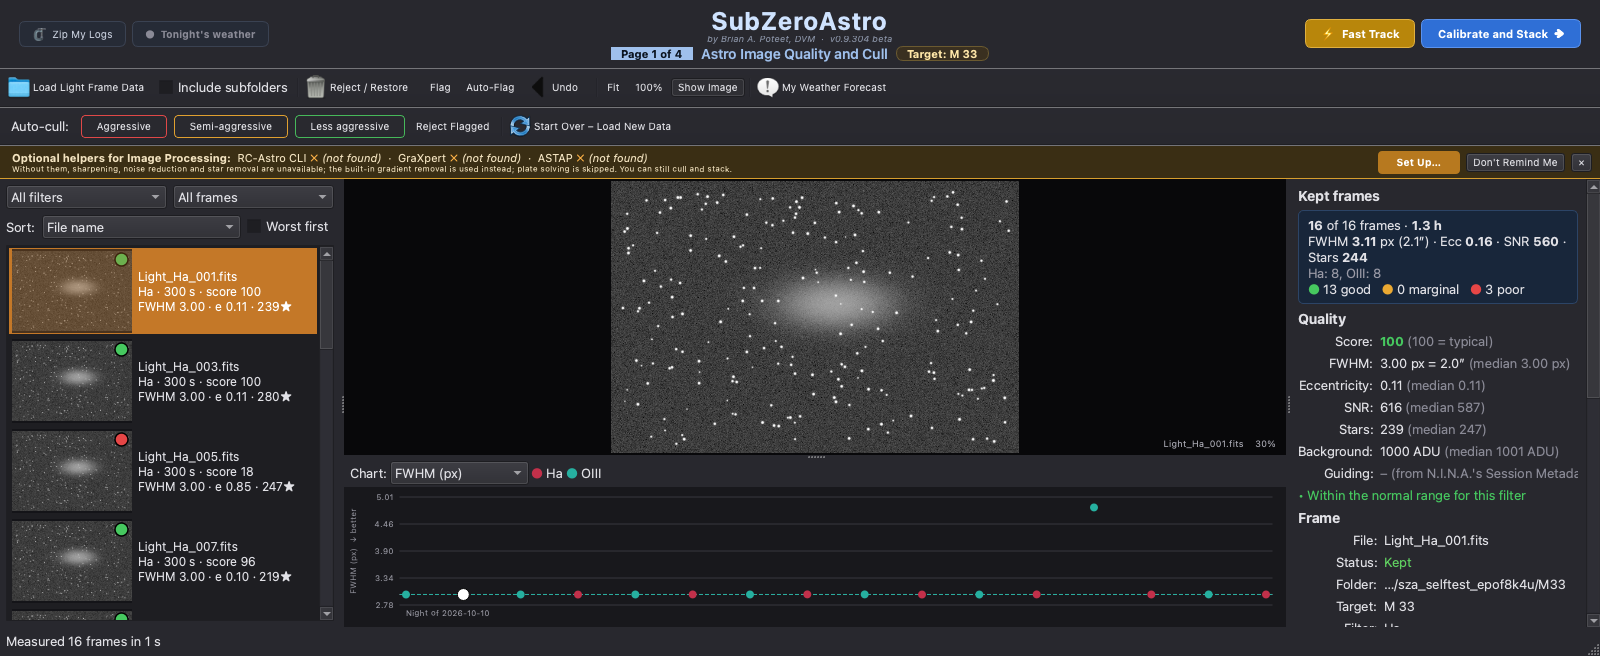 Zip My Logs
Tonight's weather
SubZeroAstro
by Brian A. Poteet, DVM · v0.9.304 beta
Page 1 of 4 Astro Image Quality and Cull Target: M 33
Fast Track
Calibrate and Stack
Load Light Frame Data Include subfolders Reject / Restore Flag Auto-Flag Undo Fit 100% Show Image My Weather Forecast
Auto-cull: Aggressive Semi-aggressive Less aggressive Reject Flagged Start Over – Load New Data
Optional helpers for Image Processing: RC-Astro CLI ✕ (not found) · GraXpert ✕ (not found) · ASTAP ✕ (not found)
Without them, sharpening, noise reduction and star removal are unavailable; the built-in gradient removal is used instead; plate solving is skipped. You can still cull and stack.
Set Up... Don't Remind Me ×
All filters All frames
Sort: File name Worst first
Light_Ha_001.fits
Ha · 300 s · score 100
FWHM 3.00 · e 0.11 · 239★
Light_Ha_003.fits
Ha · 300 s · score 100
FWHM 3.00 · e 0.11 · 280★
Light_Ha_005.fits
Ha · 300 s · score 18
FWHM 3.00 · e 0.85 · 247★
Light_Ha_007.fits
Ha · 300 s · score 96
FWHM 3.00 · e 0.10 · 219★
Measured 16 frames in 1 s
Light_Ha_001.fits 30%
Chart: FWHM (px) Ha OIII
FWHM (px) ↓ better
5.01
4.46
3.90
3.34
2.78
Night of 2026-10-10
Kept frames
16 of 16 frames · 1.3 h
FWHM 3.11 px (2.1″) · Ecc 0.16 · SNR 560 ·
Stars 244
Ha: 8, OIII: 8
13 good 0 marginal 3 poor
Quality
Score: 100 (100 = typical)
FWHM: 3.00 px = 2.0″ (median 3.00 px)
Eccentricity: 0.11 (median 0.11)
SNR: 616 (median 587)
Stars: 239 (median 247)
Background: 1000 ADU (median 1001 ADU)
Guiding: – (from N.I.N.A.'s Session Metada
• Within the normal range for this filter
Frame
File: Light_Ha_001.fits
Status: Kept
Folder: .../sza_selftest_epof8k4u/M33
Target: M 33